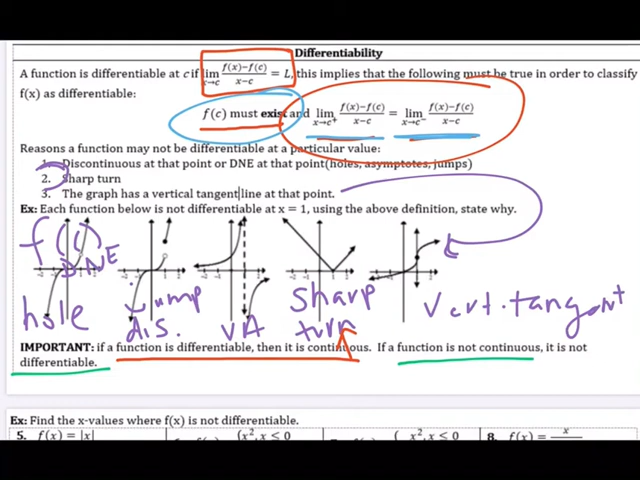 Differentiability
A function is differentiable at c if lim x→c f(x)−f(c) / x−c = L, this implies that the following must be true in order to classify
f(x) as differentiable:
f(c) must exist and lim x→c⁺ f(x)−f(c) / x−c = lim x→c⁻ f(x)−f(c) / x−c
Reasons a function may not be differentiable at a particular value:
1. Discontinuous at that point or DNE at that point(holes, asymptotes, jumps)
2. Sharp turn
3. The graph has a vertical tangent line at that point.
Ex: Each function below is not differentiable at x = 1, using the above definition, state why.
f(c)
DNE
hole
Jump
dis.
VA
Sharp
turn
Vert. tangent
IMPORTANT: if a function is differentiable, then it is continuous. If a function is not continuous, it is not
differentiable.
Ex: Find the x-values where f(x) is not differentiable.
5. f(x) = |x|
{x², x ≤ 0
{x², x ≤ 0
8. f(x) = x